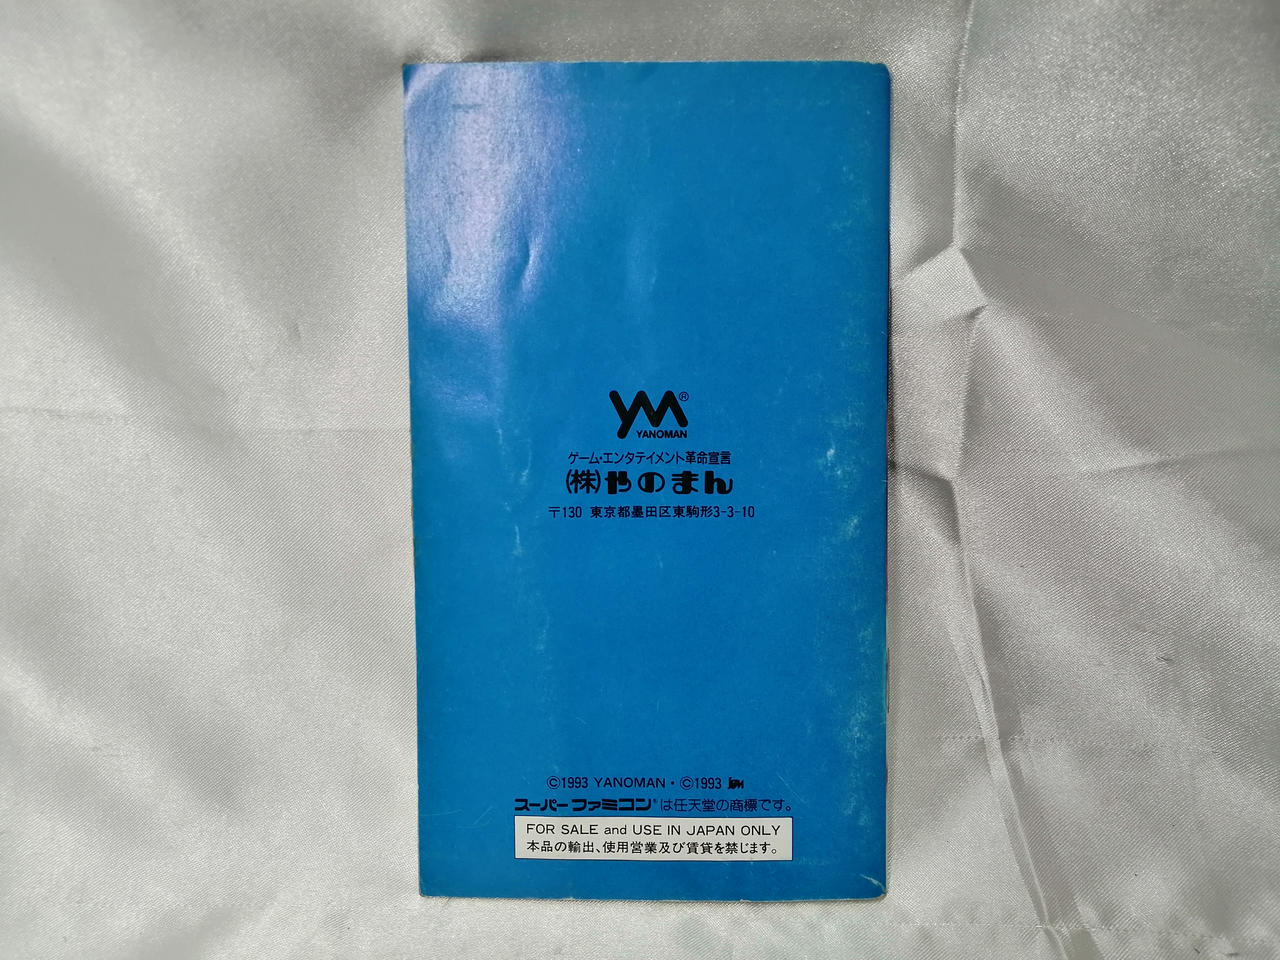 YM®
YANOMAN
ゲーム・エンタテイメント革命宣言
(株)やのまん
〒130 東京都墨田区東駒形3-3-10
©1993 YANOMAN・©1993
スーパーファミコン®は任天堂の商標です。
FOR SALE and USE IN JAPAN ONLY
本品の輸出、使用営業及び賃貸を禁じます。